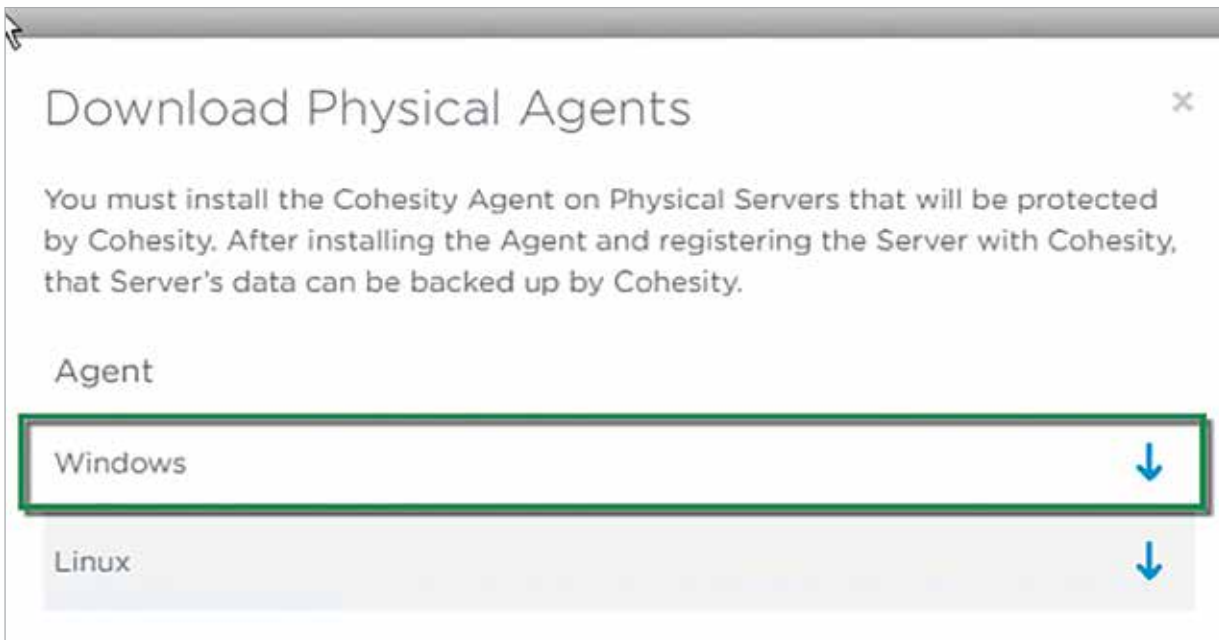 Download Physical Agents
You must install the Cohesity Agent on Physical Servers that will be protected
by Cohesity. After installing the Agent and registering the Server with Cohesity,
that Server's data can be backed up by Cohesity.
Agent
Windows
Linux